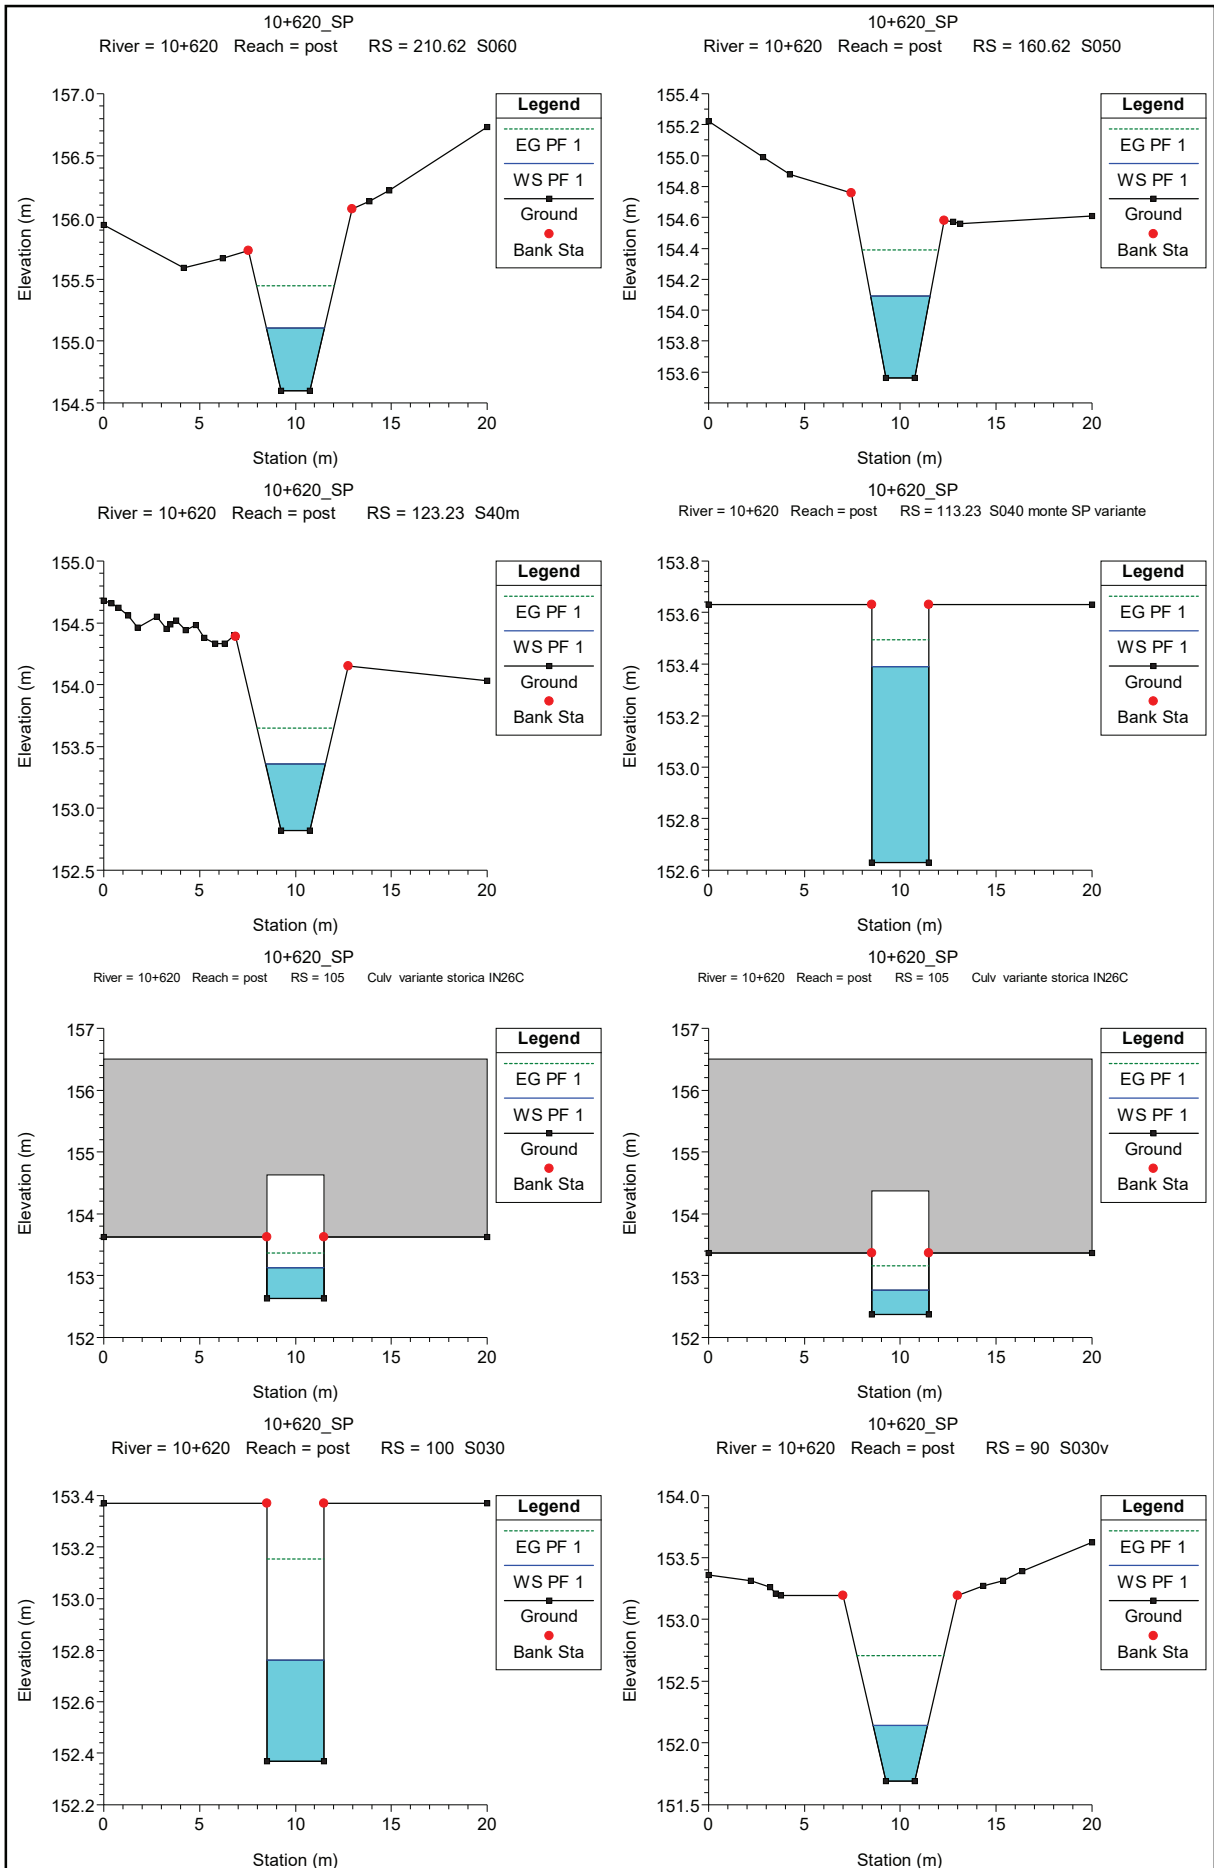 10+620_SP
River = 10+620 Reach = post RS = 210.62 S060
157.0
156.5
156.0
155.5
155.0
154.5
0 5 10 15 20
Elevation (m)
Station (m)
Legend
EG PF 1
WS PF 1
Ground
Bank Sta
10+620_SP
River = 10+620 Reach = post RS = 160.62 S050
155.4
155.2
155.0
154.8
154.6
154.4
154.2
154.0
153.8
153.6
0 5 10 15 20
Elevation (m)
Station (m)
Legend
EG PF 1
WS PF 1
Ground
Bank Sta
10+620_SP
River = 10+620 Reach = post RS = 123.23 S40m
155.0
154.5
154.0
153.5
153.0
152.5
0 5 10 15 20
Elevation (m)
Station (m)
Legend
EG PF 1
WS PF 1
Ground
Bank Sta
10+620_SP
River = 10+620 Reach = post RS = 113.23 S040 monte SP variante
153.8
153.6
153.4
153.2
153.0
152.8
152.6
0 5 10 15 20
Elevation (m)
Station (m)
Legend
EG PF 1
WS PF 1
Ground
Bank Sta
10+620_SP
River = 10+620 Reach = post RS = 105 Culv variante storica IN26C
157
156
155
154
153
152
0 5 10 15 20
Elevation (m)
Station (m)
Legend
EG PF 1
WS PF 1
Ground
Bank Sta
10+620_SP
River = 10+620 Reach = post RS = 105 Culv variante storica IN26C
157
156
155
154
153
152
0 5 10 15 20
Elevation (m)
Station (m)
Legend
EG PF 1
WS PF 1
Ground
Bank Sta
10+620_SP
River = 10+620 Reach = post RS = 100 S030
153.4
153.2
153.0
152.8
152.6
152.4
152.2
0 5 10 15 20
Elevation (m)
Station (m)
Legend
EG PF 1
WS PF 1
Ground
Bank Sta
10+620_SP
River = 10+620 Reach = post RS = 90 S030v
154.0
153.5
153.0
152.5
152.0
151.5
0 5 10 15 20
Elevation (m)
Station (m)
Legend
EG PF 1
WS PF 1
Ground
Bank Sta